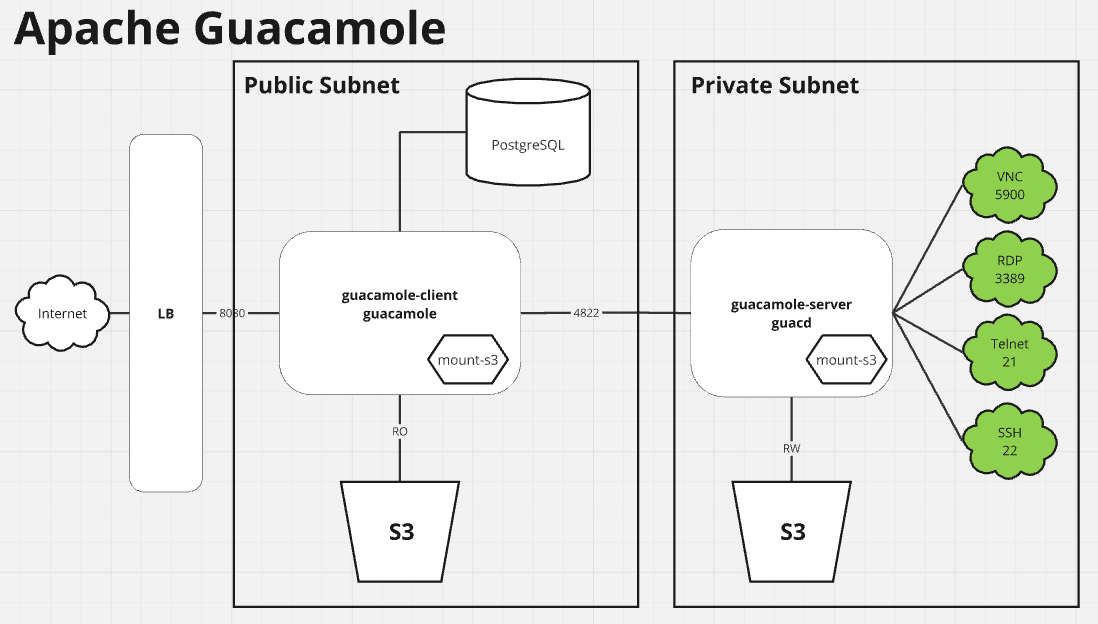 Apache Guacamole
Public Subnet
Private Subnet
PostgreSQL
VNC
5900
RDP
3389
Telnet
21
SSH
22
Internet
LB
8080
guacamole-client
guacamole
mount-s3
4822
guacamole-server
guacd
mount-s3
RO
RW
S3
S3